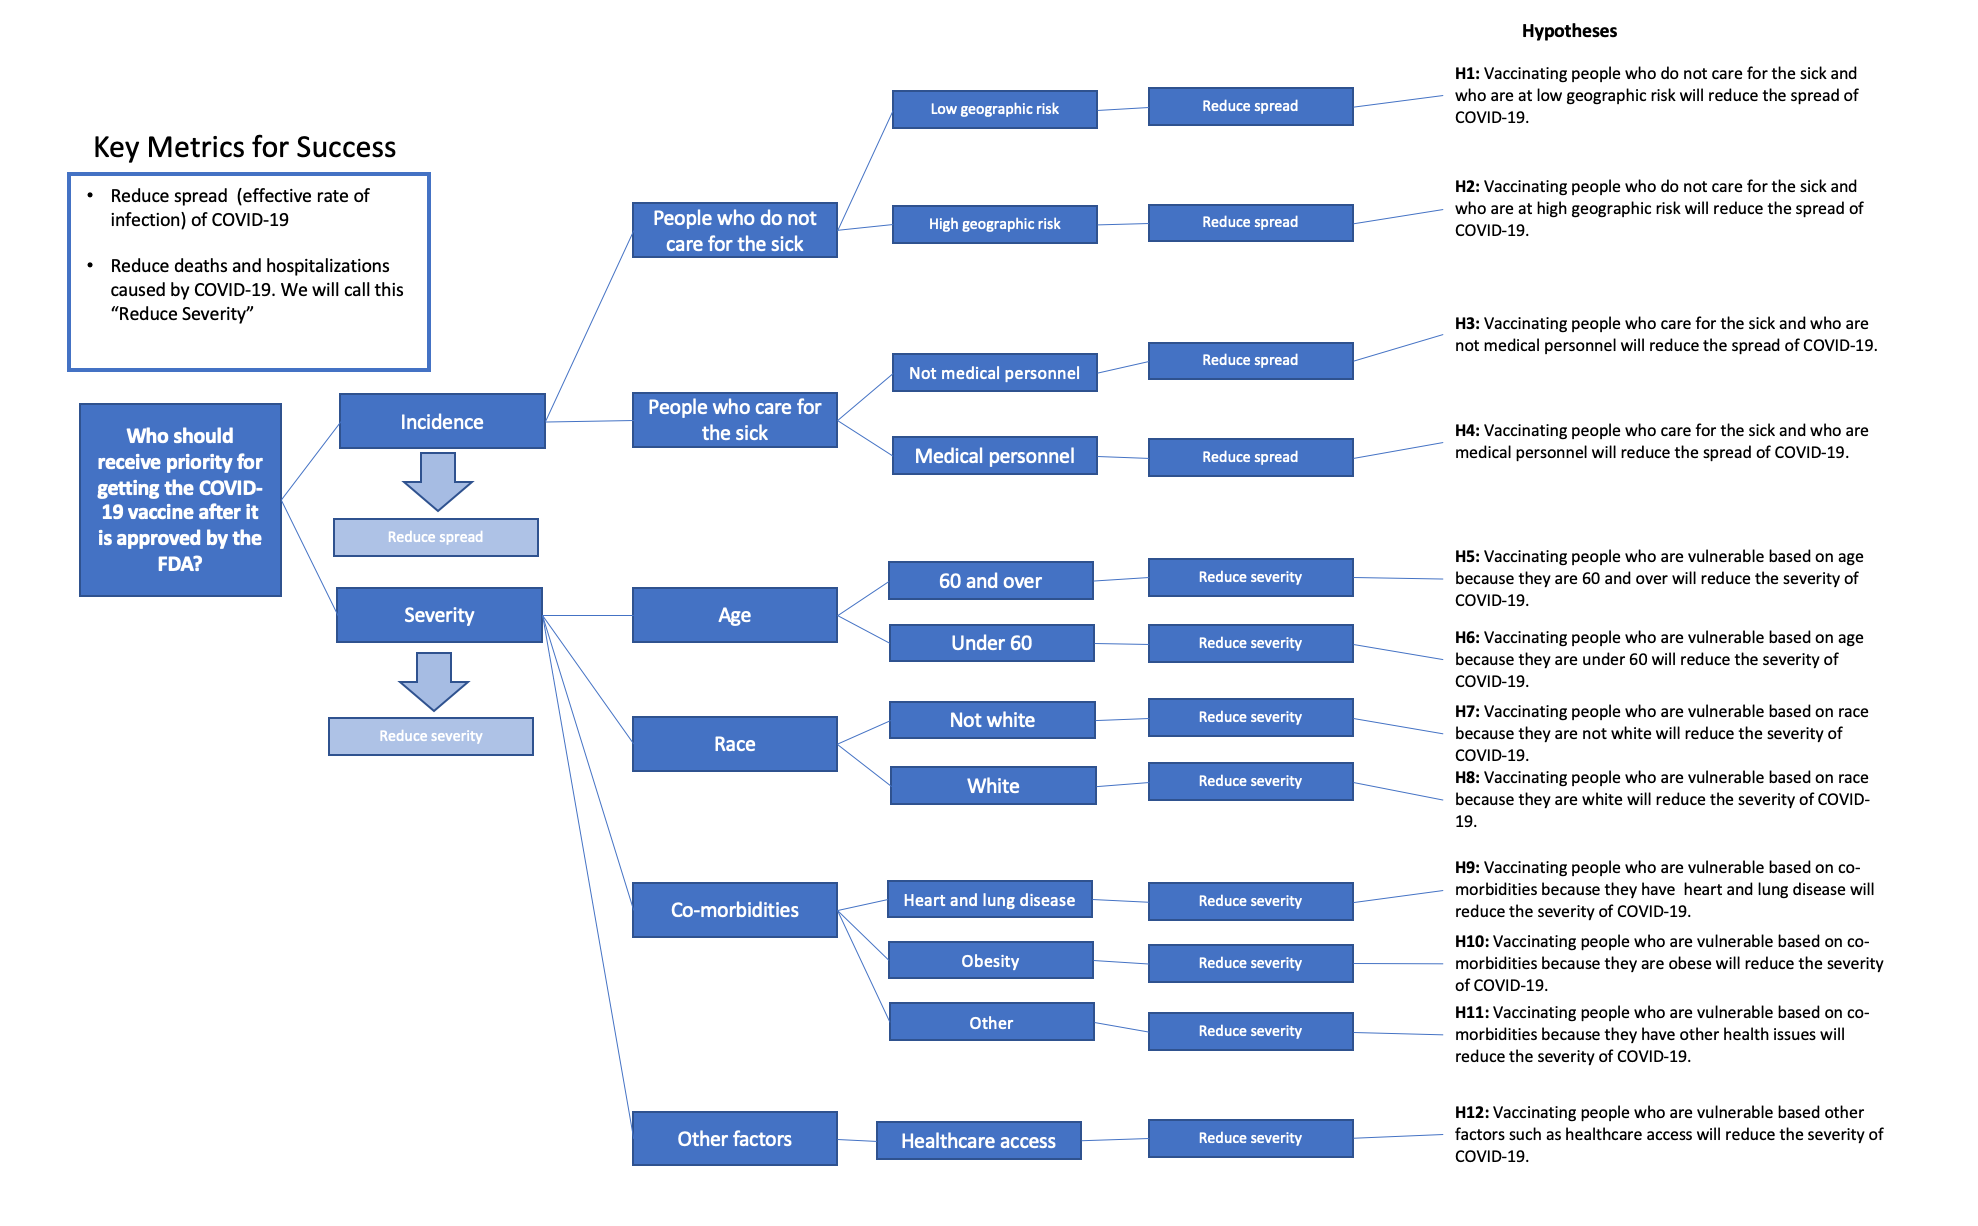 Hypotheses
Key Metrics for Success
• Reduce spread  (effective rate of
infection) of COVID-19
• Reduce deaths and hospitalizations
caused by COVID-19. We will call this
“Reduce Severity”
Who should
receive priority for
getting the COVID-
19 vaccine after it
is approved by the
FDA?
Incidence
Reduce spread
Severity
Reduce severity
People who do not
care for the sick
Low geographic risk
Reduce spread
H1: Vaccinating people who do not care for the sick and
who are at low geographic risk will reduce the spread of
COVID-19.
High geographic risk
Reduce spread
H2: Vaccinating people who do not care for the sick and
who are at high geographic risk will reduce the spread of
COVID-19.
People who care for
the sick
Not medical personnel
Reduce spread
H3: Vaccinating people who care for the sick and who are
not medical personnel will reduce the spread of COVID-19.
Medical personnel
Reduce spread
H4: Vaccinating people who care for the sick and who are
medical personnel will reduce the spread of COVID-19.
Age
60 and over
Reduce severity
H5: Vaccinating people who are vulnerable based on age
because they are 60 and over will reduce the severity of
COVID-19.
Under 60
Reduce severity
H6: Vaccinating people who are vulnerable based on age
because they are under 60 will reduce the severity of
COVID-19.
Race
Not white
Reduce severity
H7: Vaccinating people who are vulnerable based on race
because they are not white will reduce the severity of
COVID-19.
White
Reduce severity
H8: Vaccinating people who are vulnerable based on race
because they are white will reduce the severity of COVID-
19.
Co-morbidities
Heart and lung disease
Reduce severity
H9: Vaccinating people who are vulnerable based on co-
morbidities because they have  heart and lung disease will
reduce the severity of COVID-19.
Obesity
Reduce severity
H10: Vaccinating people who are vulnerable based on co-
morbidities because they are obese will reduce the severity
of COVID-19.
Other
Reduce severity
H11: Vaccinating people who are vulnerable based on co-
morbidities because they have other health issues will
reduce the severity of COVID-19.
Other factors
Healthcare access
Reduce severity
H12: Vaccinating people who are vulnerable based other
factors such as healthcare access will reduce the severity of
COVID-19.